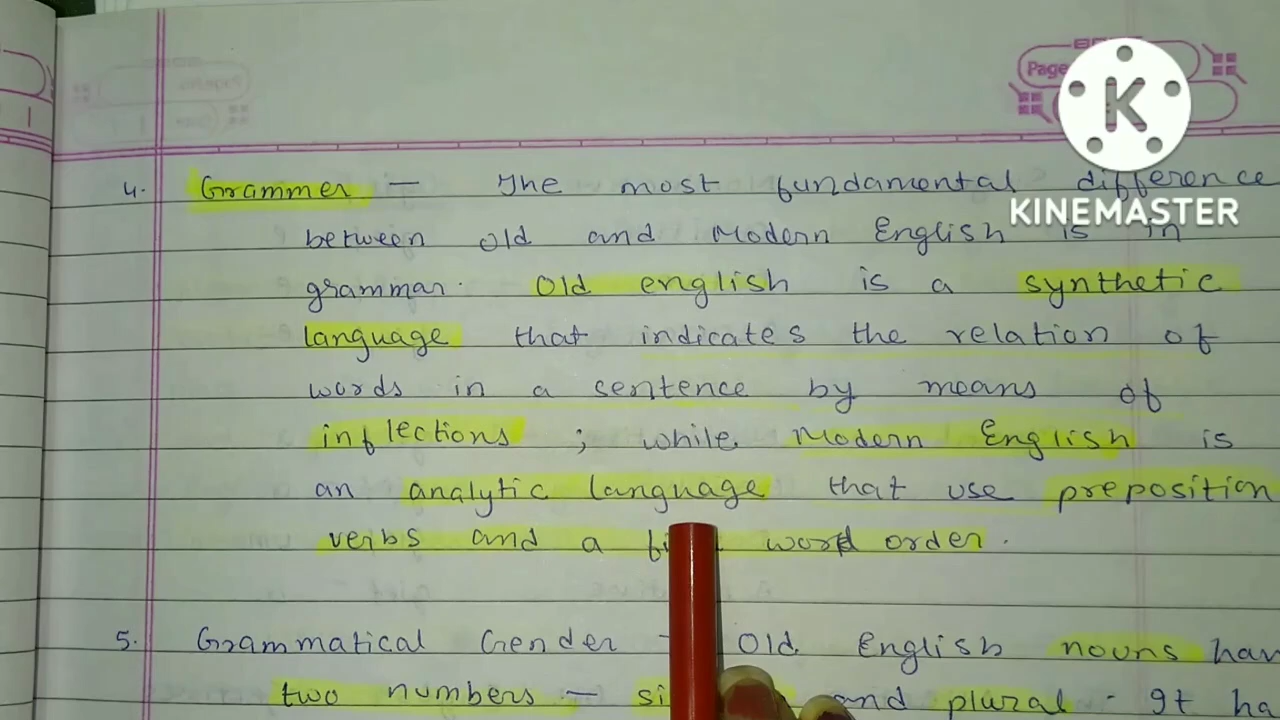 Page
KINEMASTER
4. Grammer – The most fundamental difference
between old and Modern English is in
grammar. Old english is a synthetic
language that indicates the relation of
words in a sentence by means of
inflections ; while Modern English is
an analytic language that use preposition
verbs and a word order.
5. Grammatical Gender – Old English nouns hav
two numbers – and plural. It ha